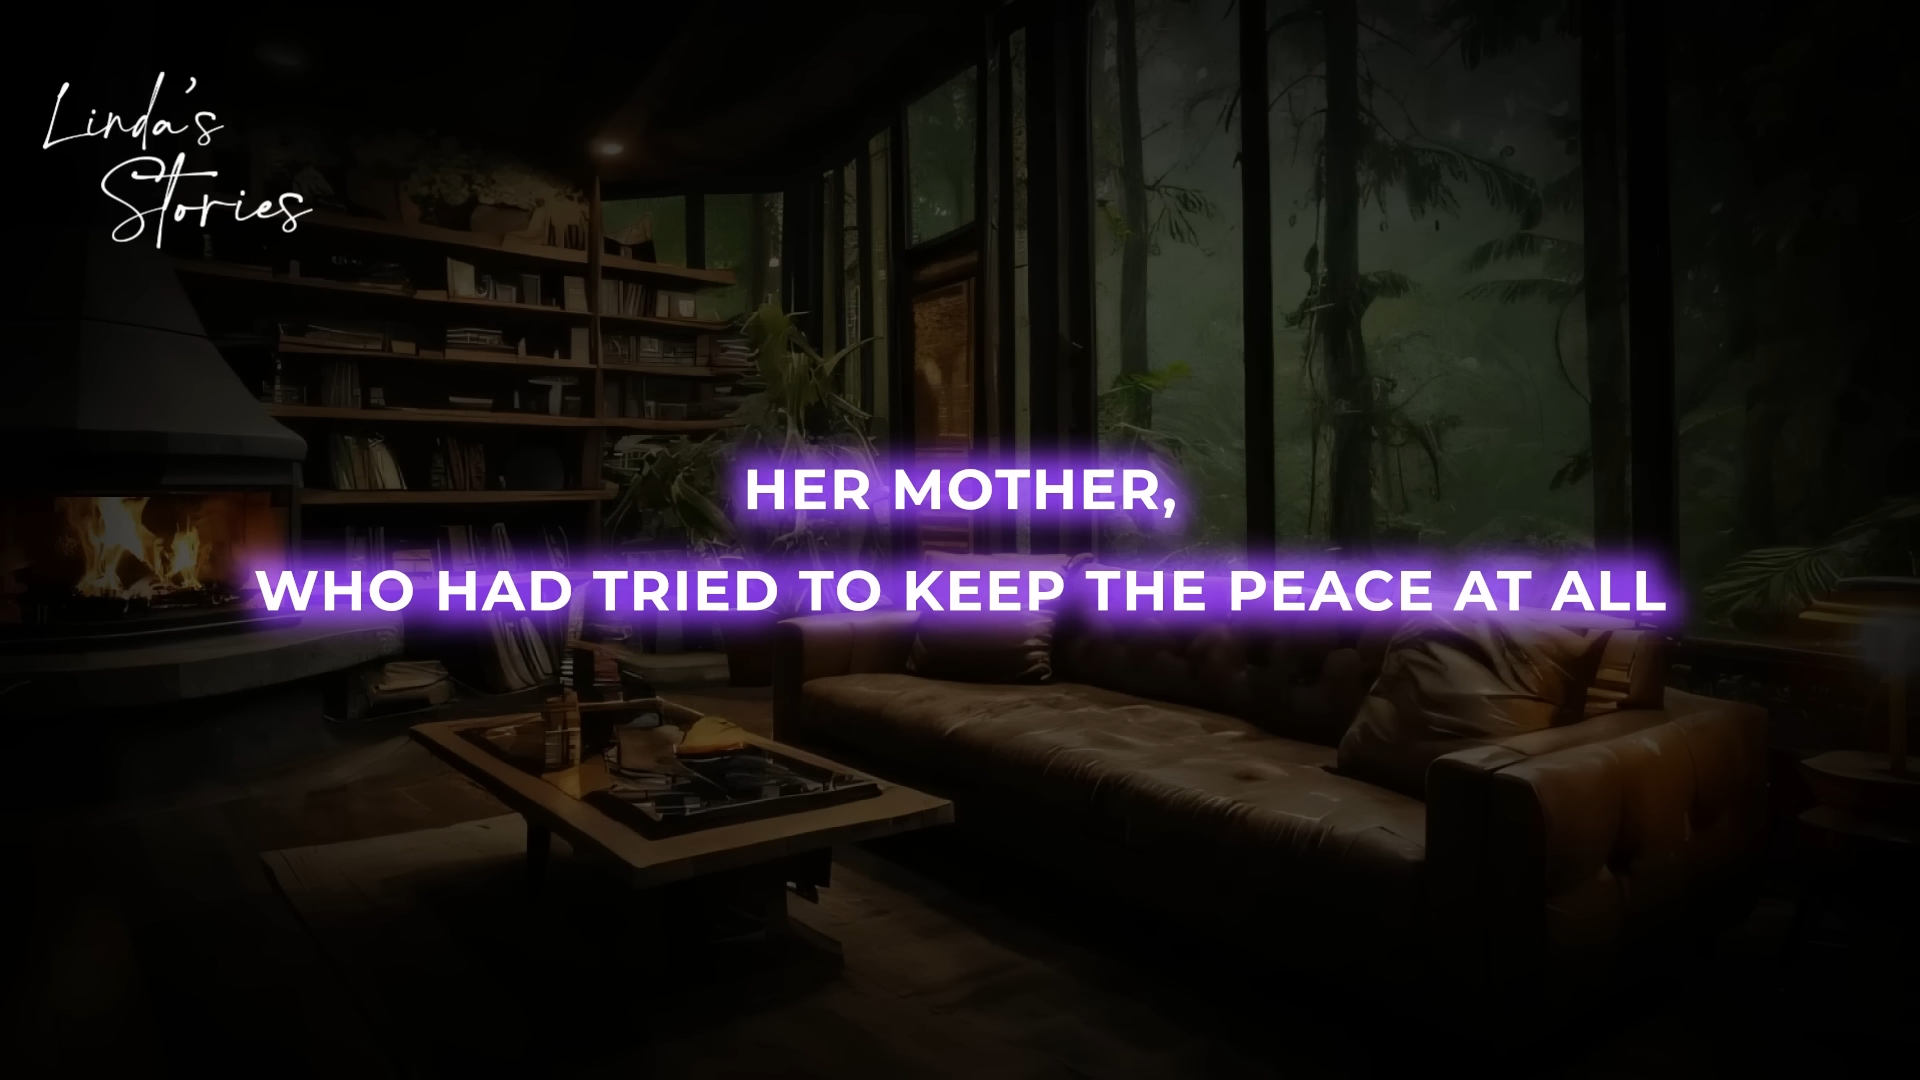 Linda's
Stories
HER MOTHER,
WHO HAD TRIED TO KEEP THE PEACE AT ALL